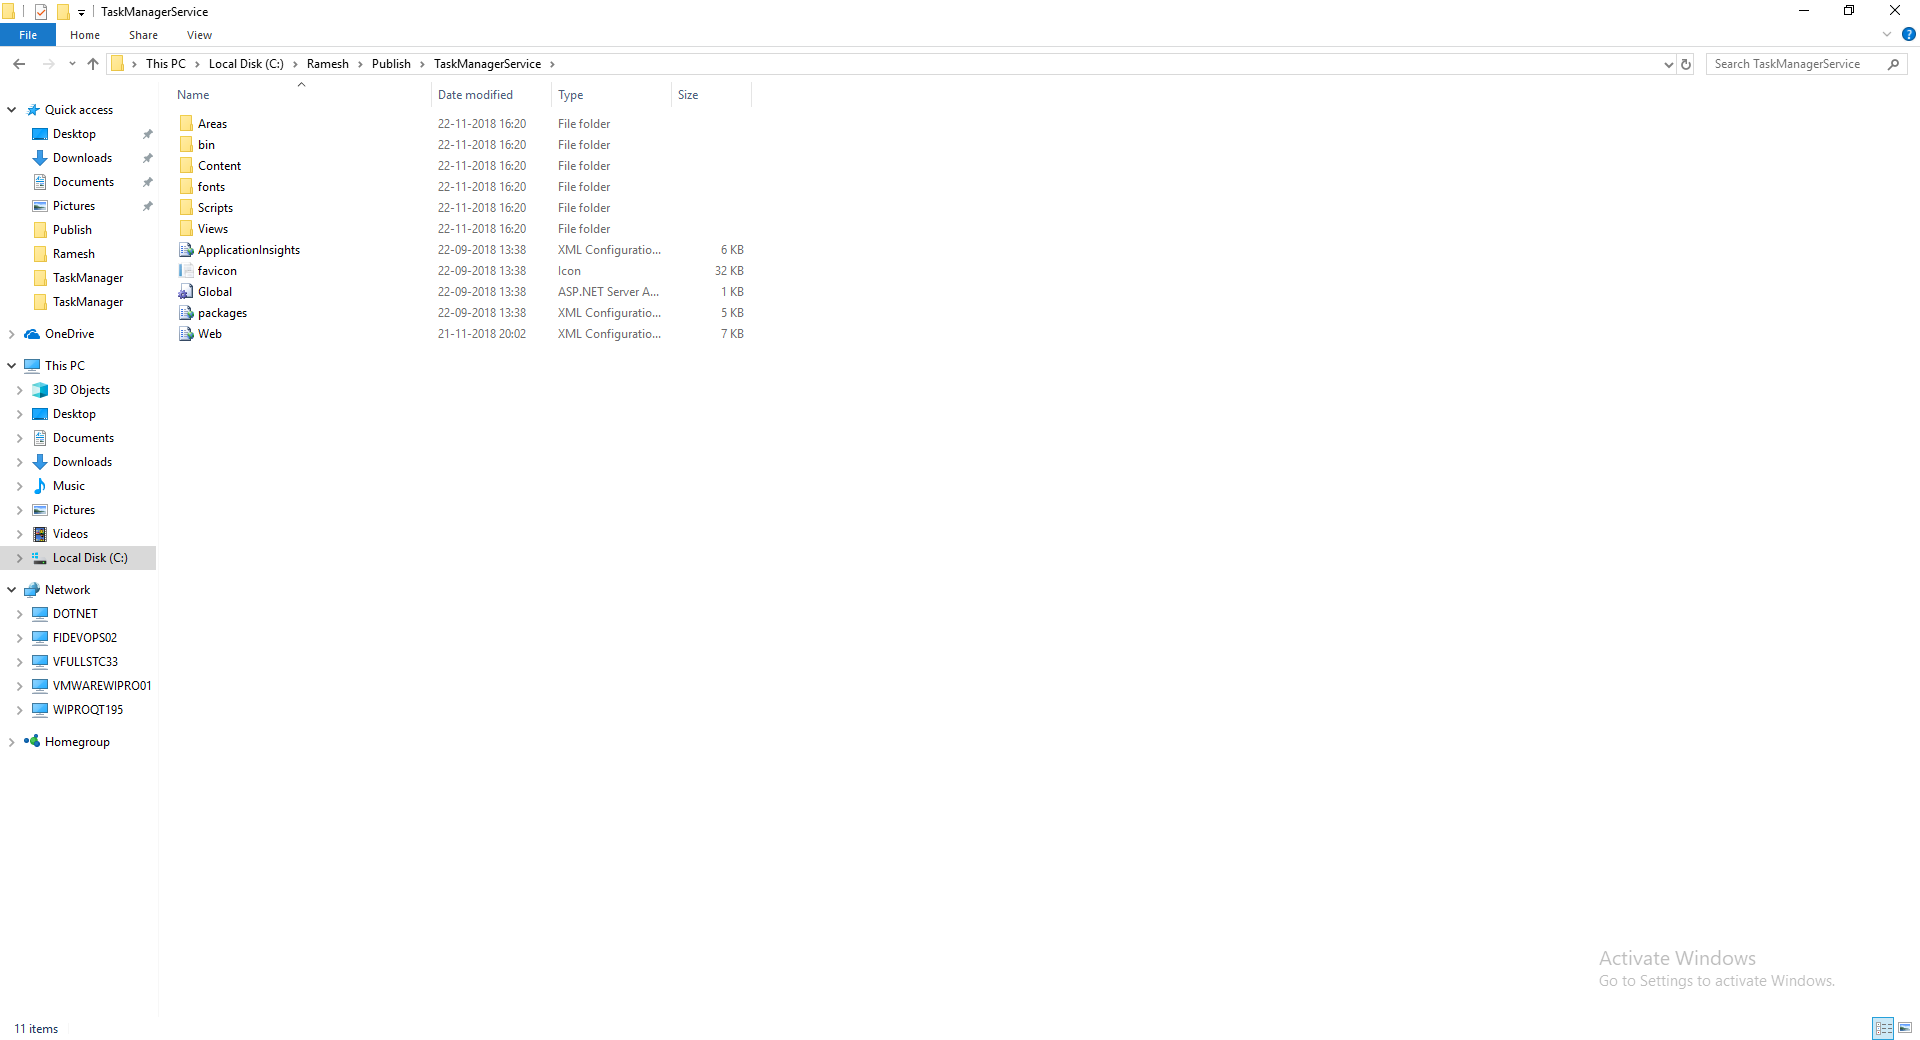 TaskManagerService
File Home Share View
This PC Local Disk (C:) Ramesh Publish TaskManagerService Search TaskManagerService
Name Date modified Type Size
Quick access
Desktop
Downloads
Documents
Pictures
Publish
Ramesh
TaskManager
TaskManager
OneDrive
This PC
3D Objects
Desktop
Documents
Downloads
Music
Pictures
Videos
Local Disk (C:)
Network
DOTNET
FIDEVOPS02
VFULLSTC33
VMWAREWIPRO01
WIPROQT195
Homegroup
Areas 22-11-2018 16:20 File folder
bin 22-11-2018 16:20 File folder
Content 22-11-2018 16:20 File folder
fonts 22-11-2018 16:20 File folder
Scripts 22-11-2018 16:20 File folder
Views 22-11-2018 16:20 File folder
ApplicationInsights 22-09-2018 13:38 XML Configuratio... 6 KB
favicon 22-09-2018 13:38 Icon 32 KB
Global 22-09-2018 13:38 ASP.NET Server A... 1 KB
packages 22-09-2018 13:38 XML Configuratio... 5 KB
Web 21-11-2018 20:02 XML Configuratio... 7 KB
Activate Windows
Go to Settings to activate Windows.
11 items